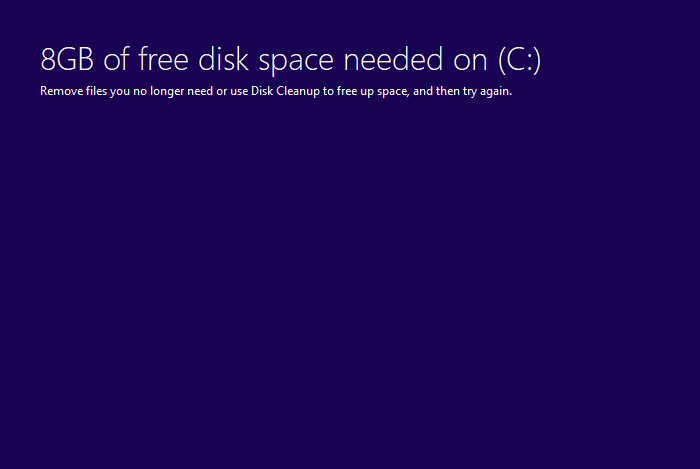 8GB of free disk space needed on (C:)
Remove files you no longer need or use Disk Cleanup to free up space, and then try again.